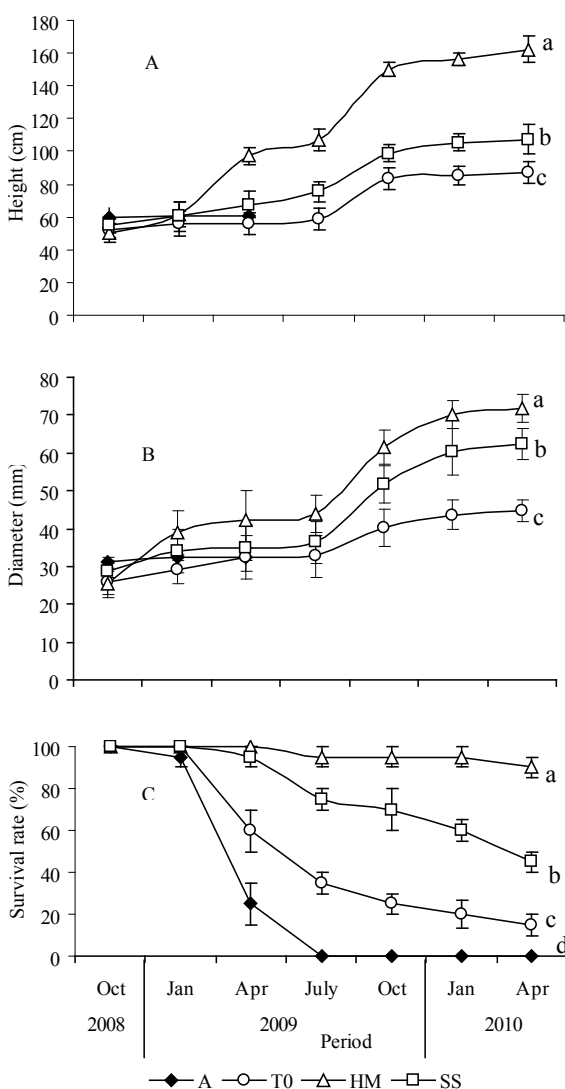 180
160
140
120
100
80
60
40
20
0
Height (cm)
A
a
b
c
80
70
60
50
40
30
20
10
0
Diameter (mm)
B
a
b
c
100
80
60
40
20
0
Survival rate (%)
C
a
b
c
d
Oct Jan Apr July Oct Jan Apr
2008 2009 2010
Period
A T0 HM SS